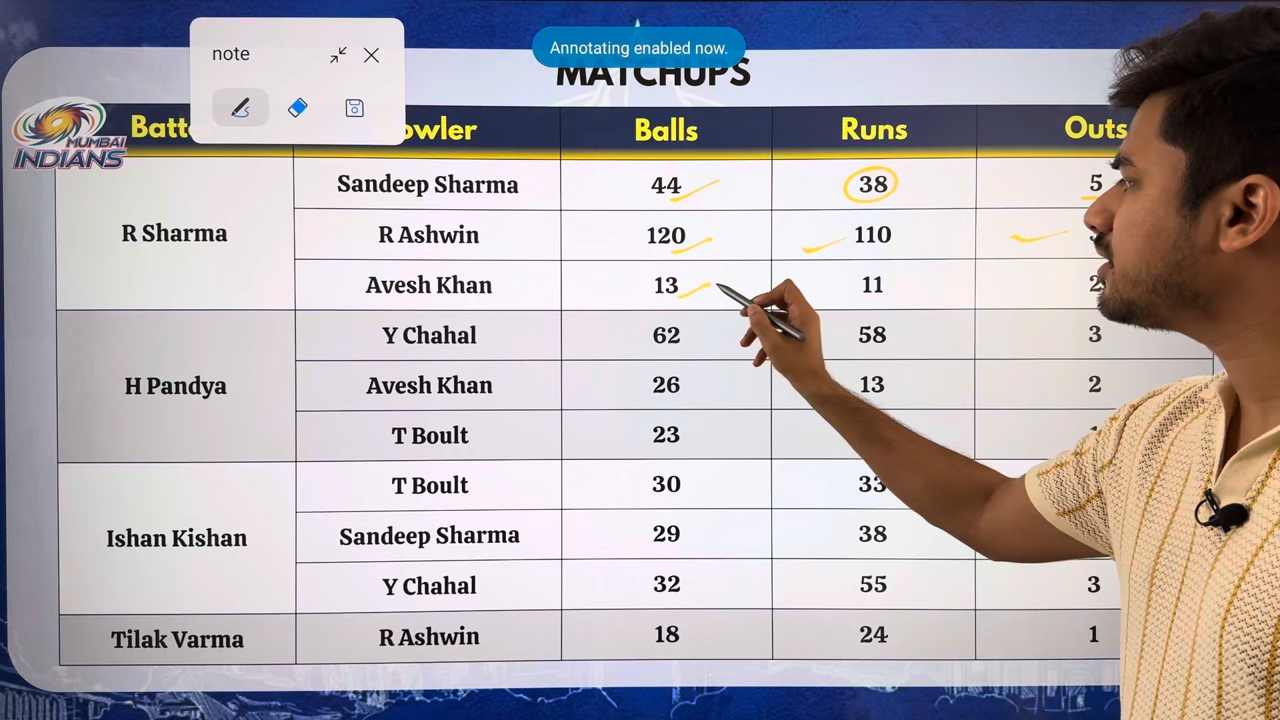 note
Annotating enabled now.
MATCHUPS
MUMBAI
INDIANS
Balls Runs Outs
R Sharma
Sandeep Sharma 44 38 5
R Ashwin 120 110
Avesh Khan 13 11 2
H Pandya
Y Chahal 62 58 3
Avesh Khan 26 13 2
T Boult 23
Ishan Kishan
T Boult 30 33
Sandeep Sharma 29 38
Y Chahal 32 55 3
Tilak Varma R Ashwin 18 24 1